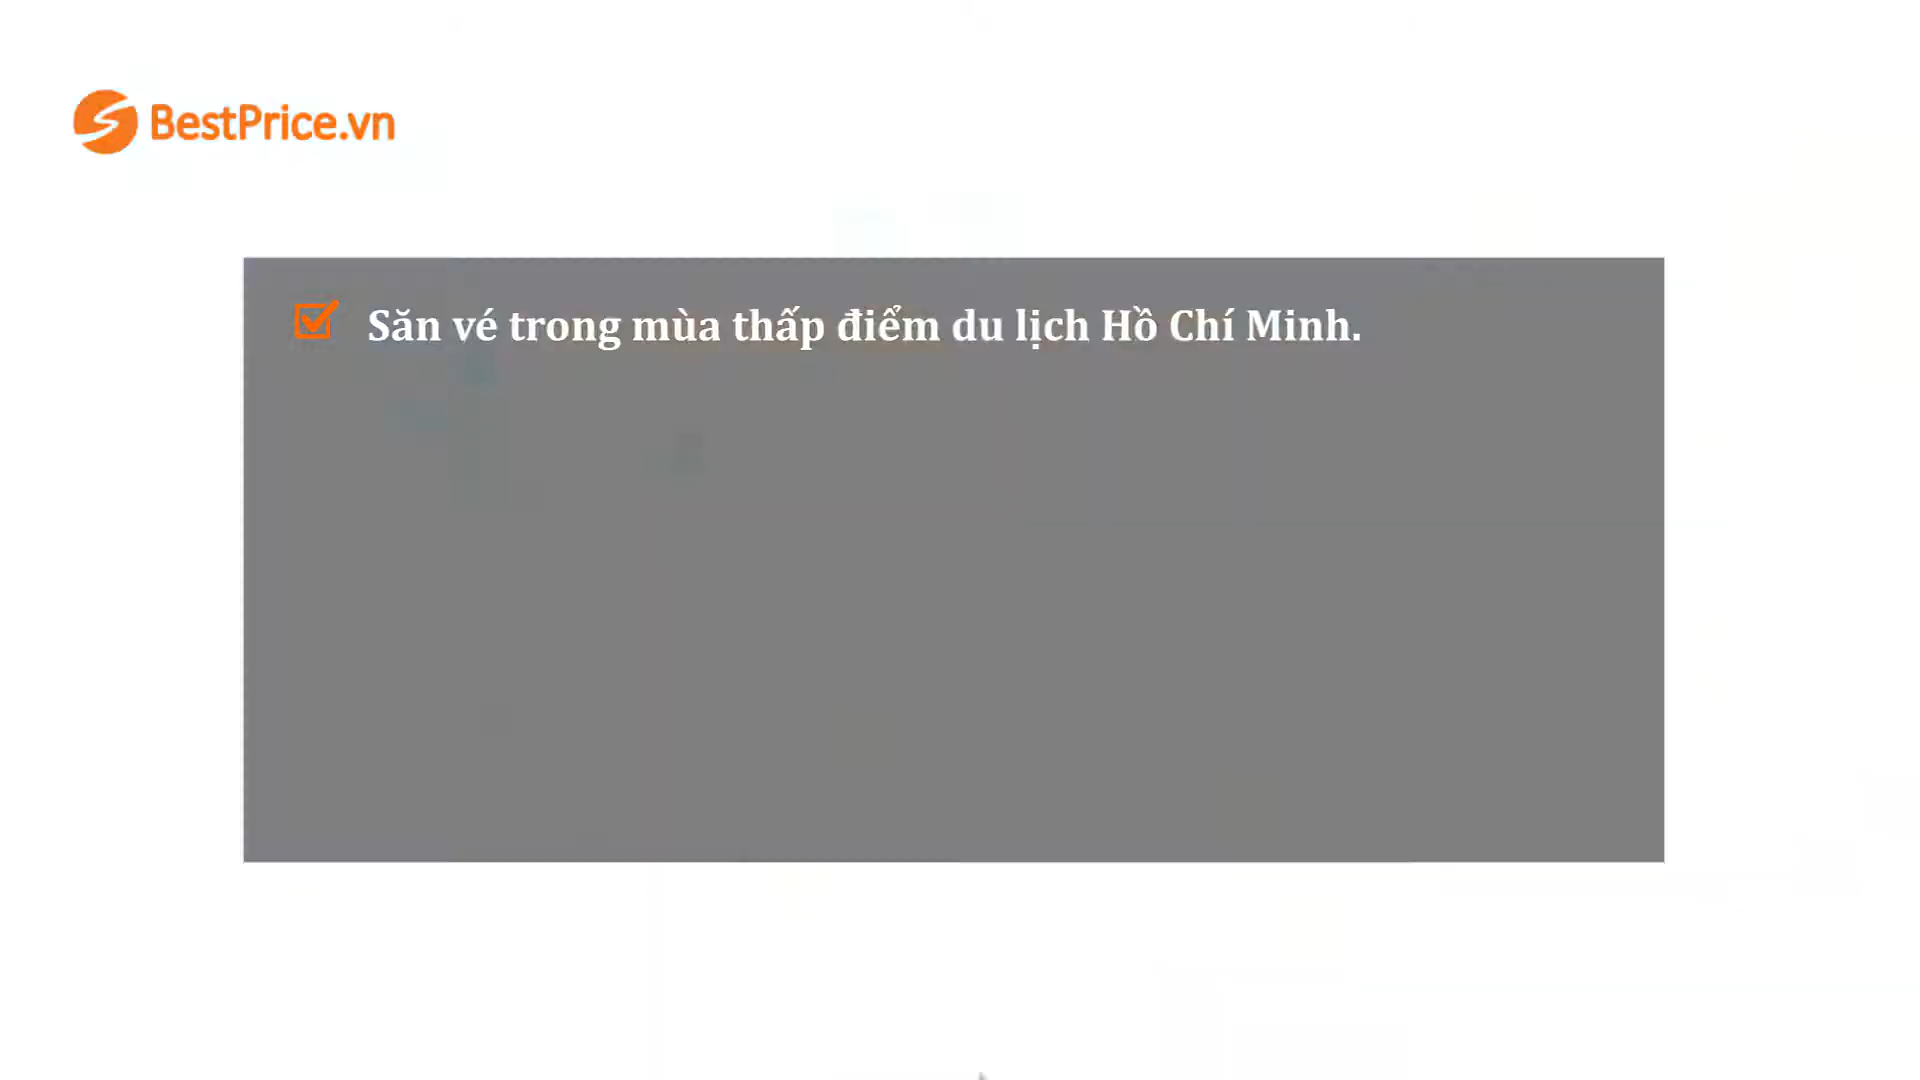 BestPrice.vn
Săn vé trong mùa thấp điểm du lịch Hồ Chí Minh.